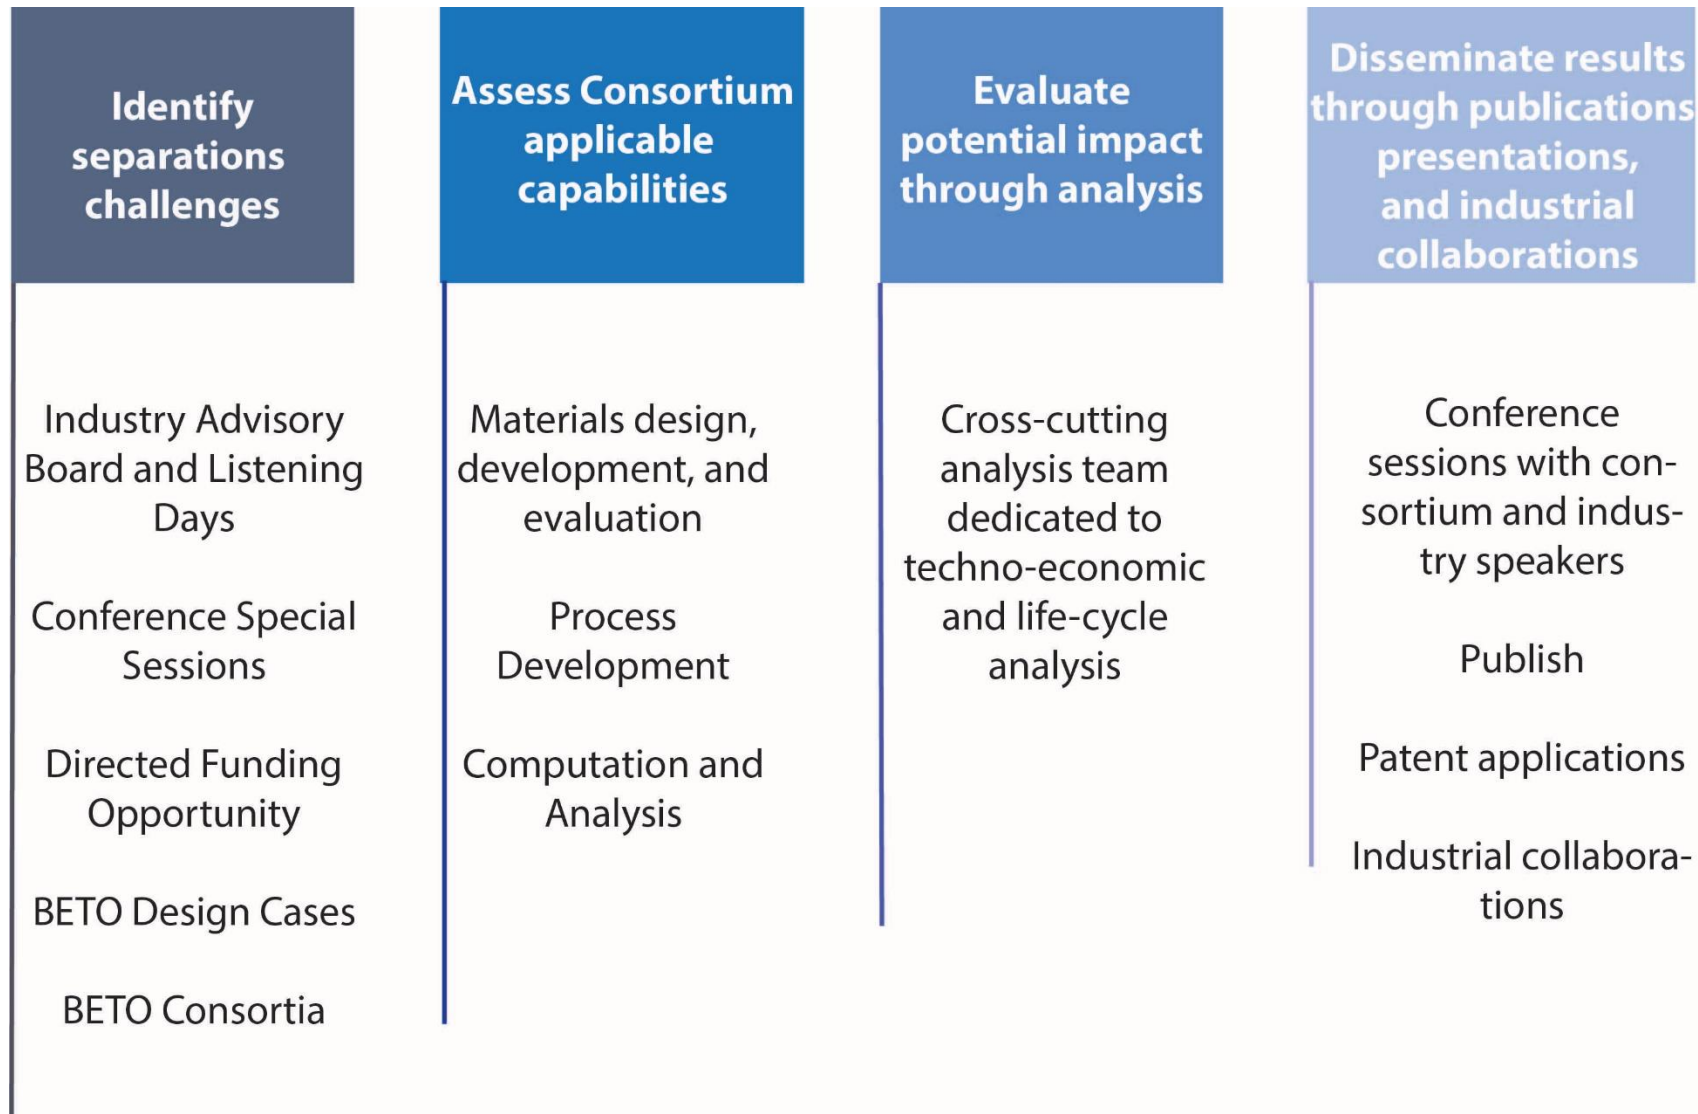 Identify
separations
challenges
Industry Advisory
Board and Listening
Days
Conference Special
Sessions
Directed Funding
Opportunity
BETO Design Cases
BETO Consortia
Assess Consortium
applicable
capabilities
Materials design,
development, and
evaluation
Process
Development
Computation and
Analysis
Evaluate
potential impact
through analysis
Cross-cutting
analysis team
dedicated to
techno-economic
and life-cycle
analysis
Disseminate results
through publications
presentations,
and industrial
collaborations
Conference
sessions with con-
sortium and indus-
try speakers
Publish
Patent applications
Industrial collabora-
tions